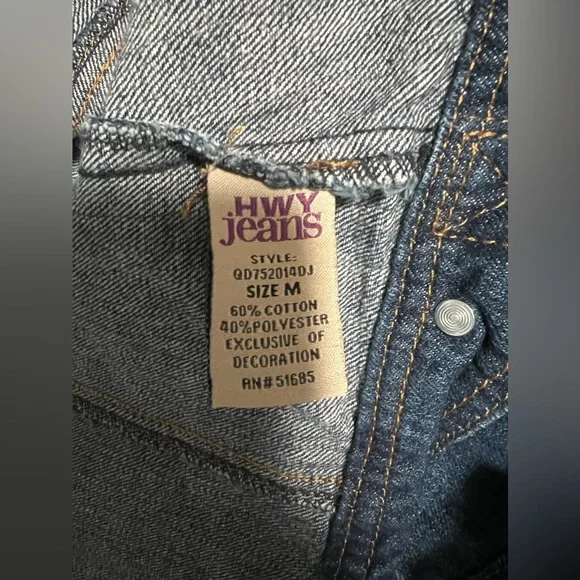 HWY
jeans
STYLE:
QD752014DJ
SIZE M
60% COTTON
40%POLYESTER
EXCLUSIVE OF
DECORATION
RN#51685